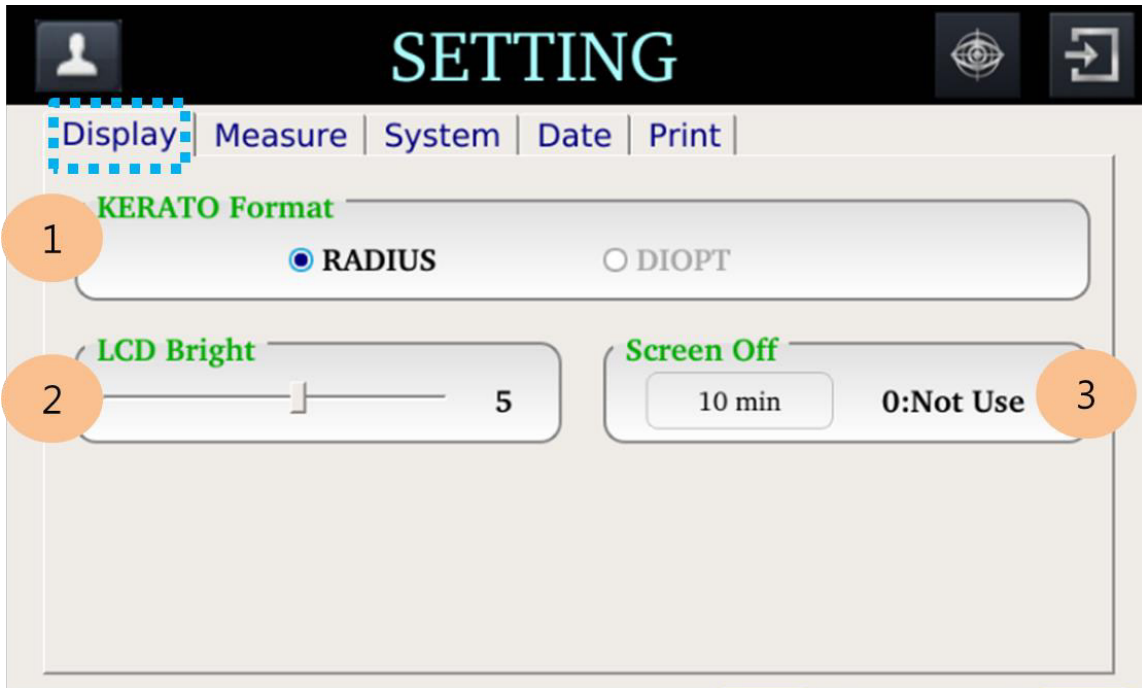 SETTING
Display Measure System Date Print
KERATO Format
1
RADIUS DIOPT
LCD Bright Screen Off
2 5 10 min 0:Not Use 3